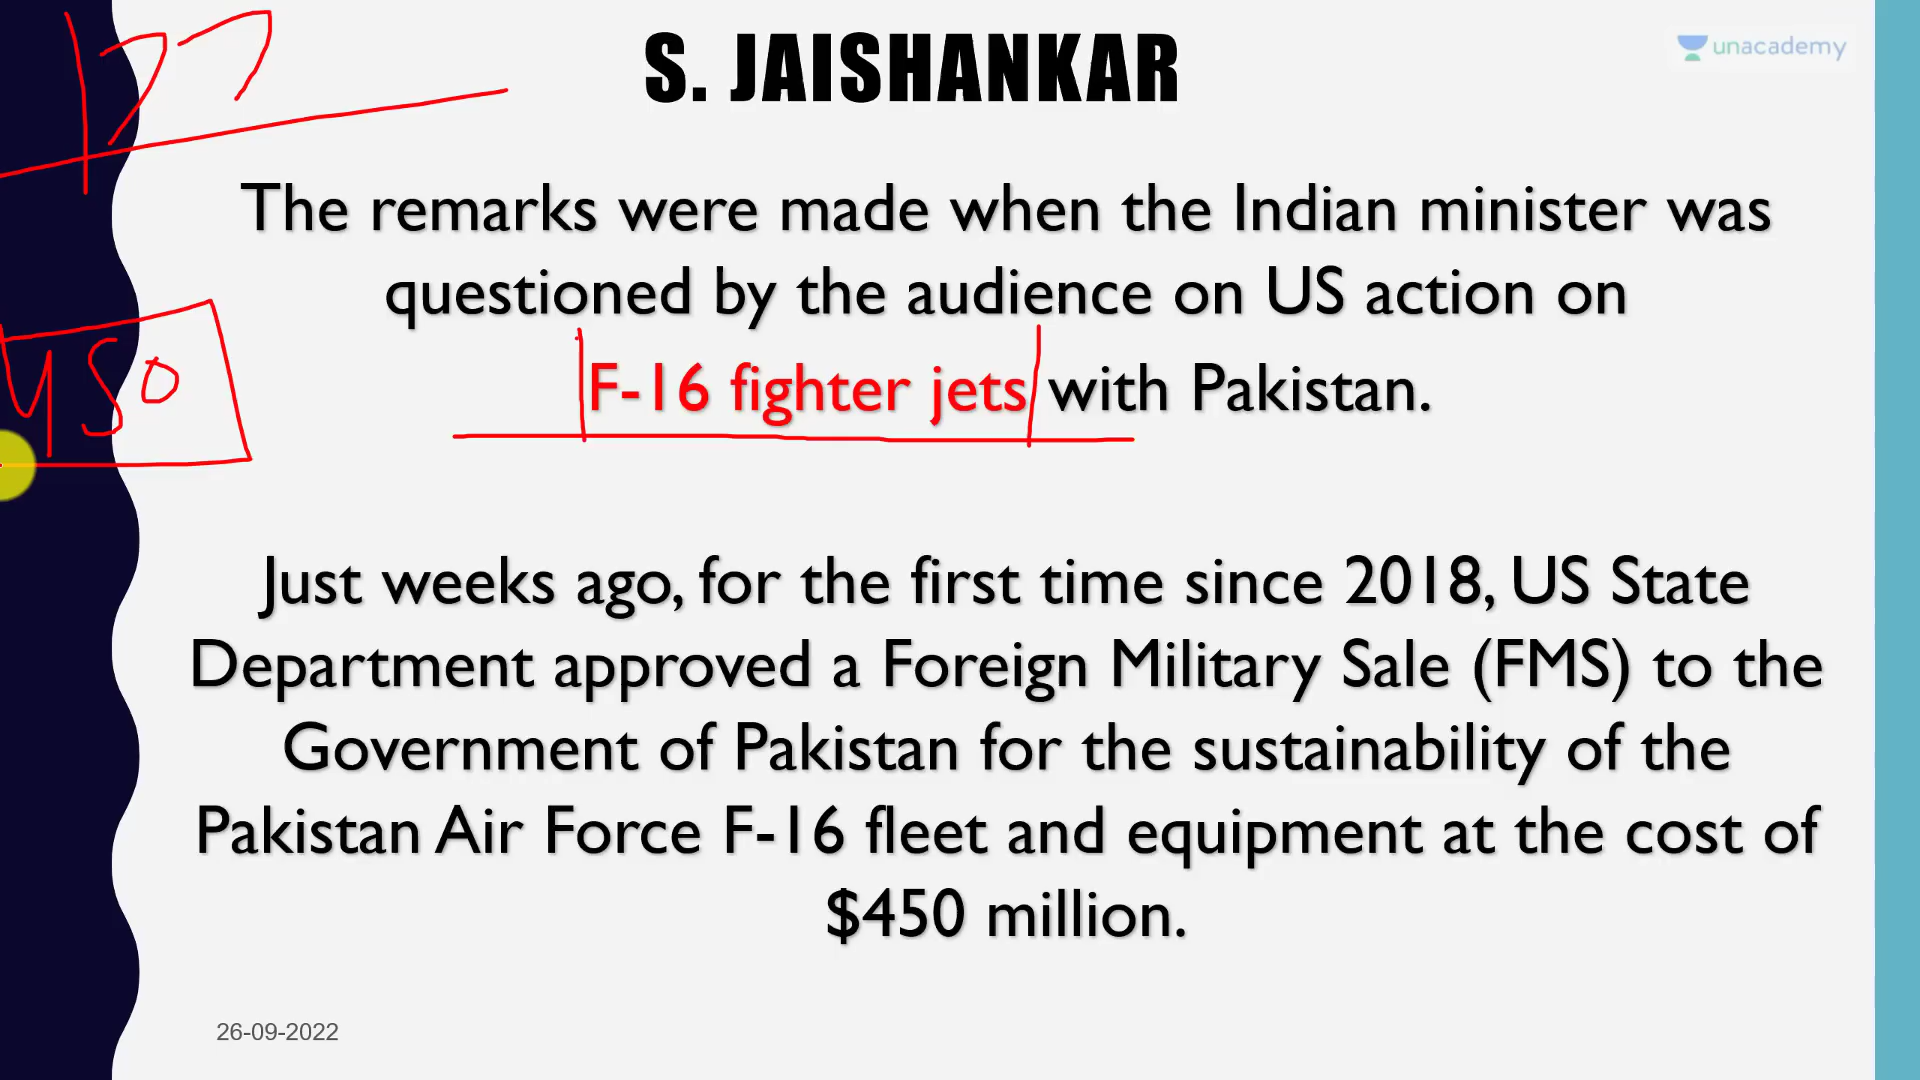 177
S. JAISHANKAR
unacademy
The remarks were made when the Indian minister was
questioned by the audience on US action on
F-16 fighter jets with Pakistan.
450
Just weeks ago, for the first time since 2018, US State
Department approved a Foreign Military Sale (FMS) to the
Government of Pakistan for the sustainability of the
Pakistan Air Force F-16 fleet and equipment at the cost of
$450 million.
26-09-2022